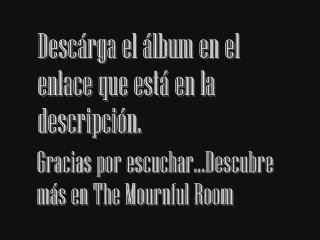 Descárga el álbum en el
enlace que está en la
descripción.
Gracias por escuchar...Descubre
más en The Mournful Room